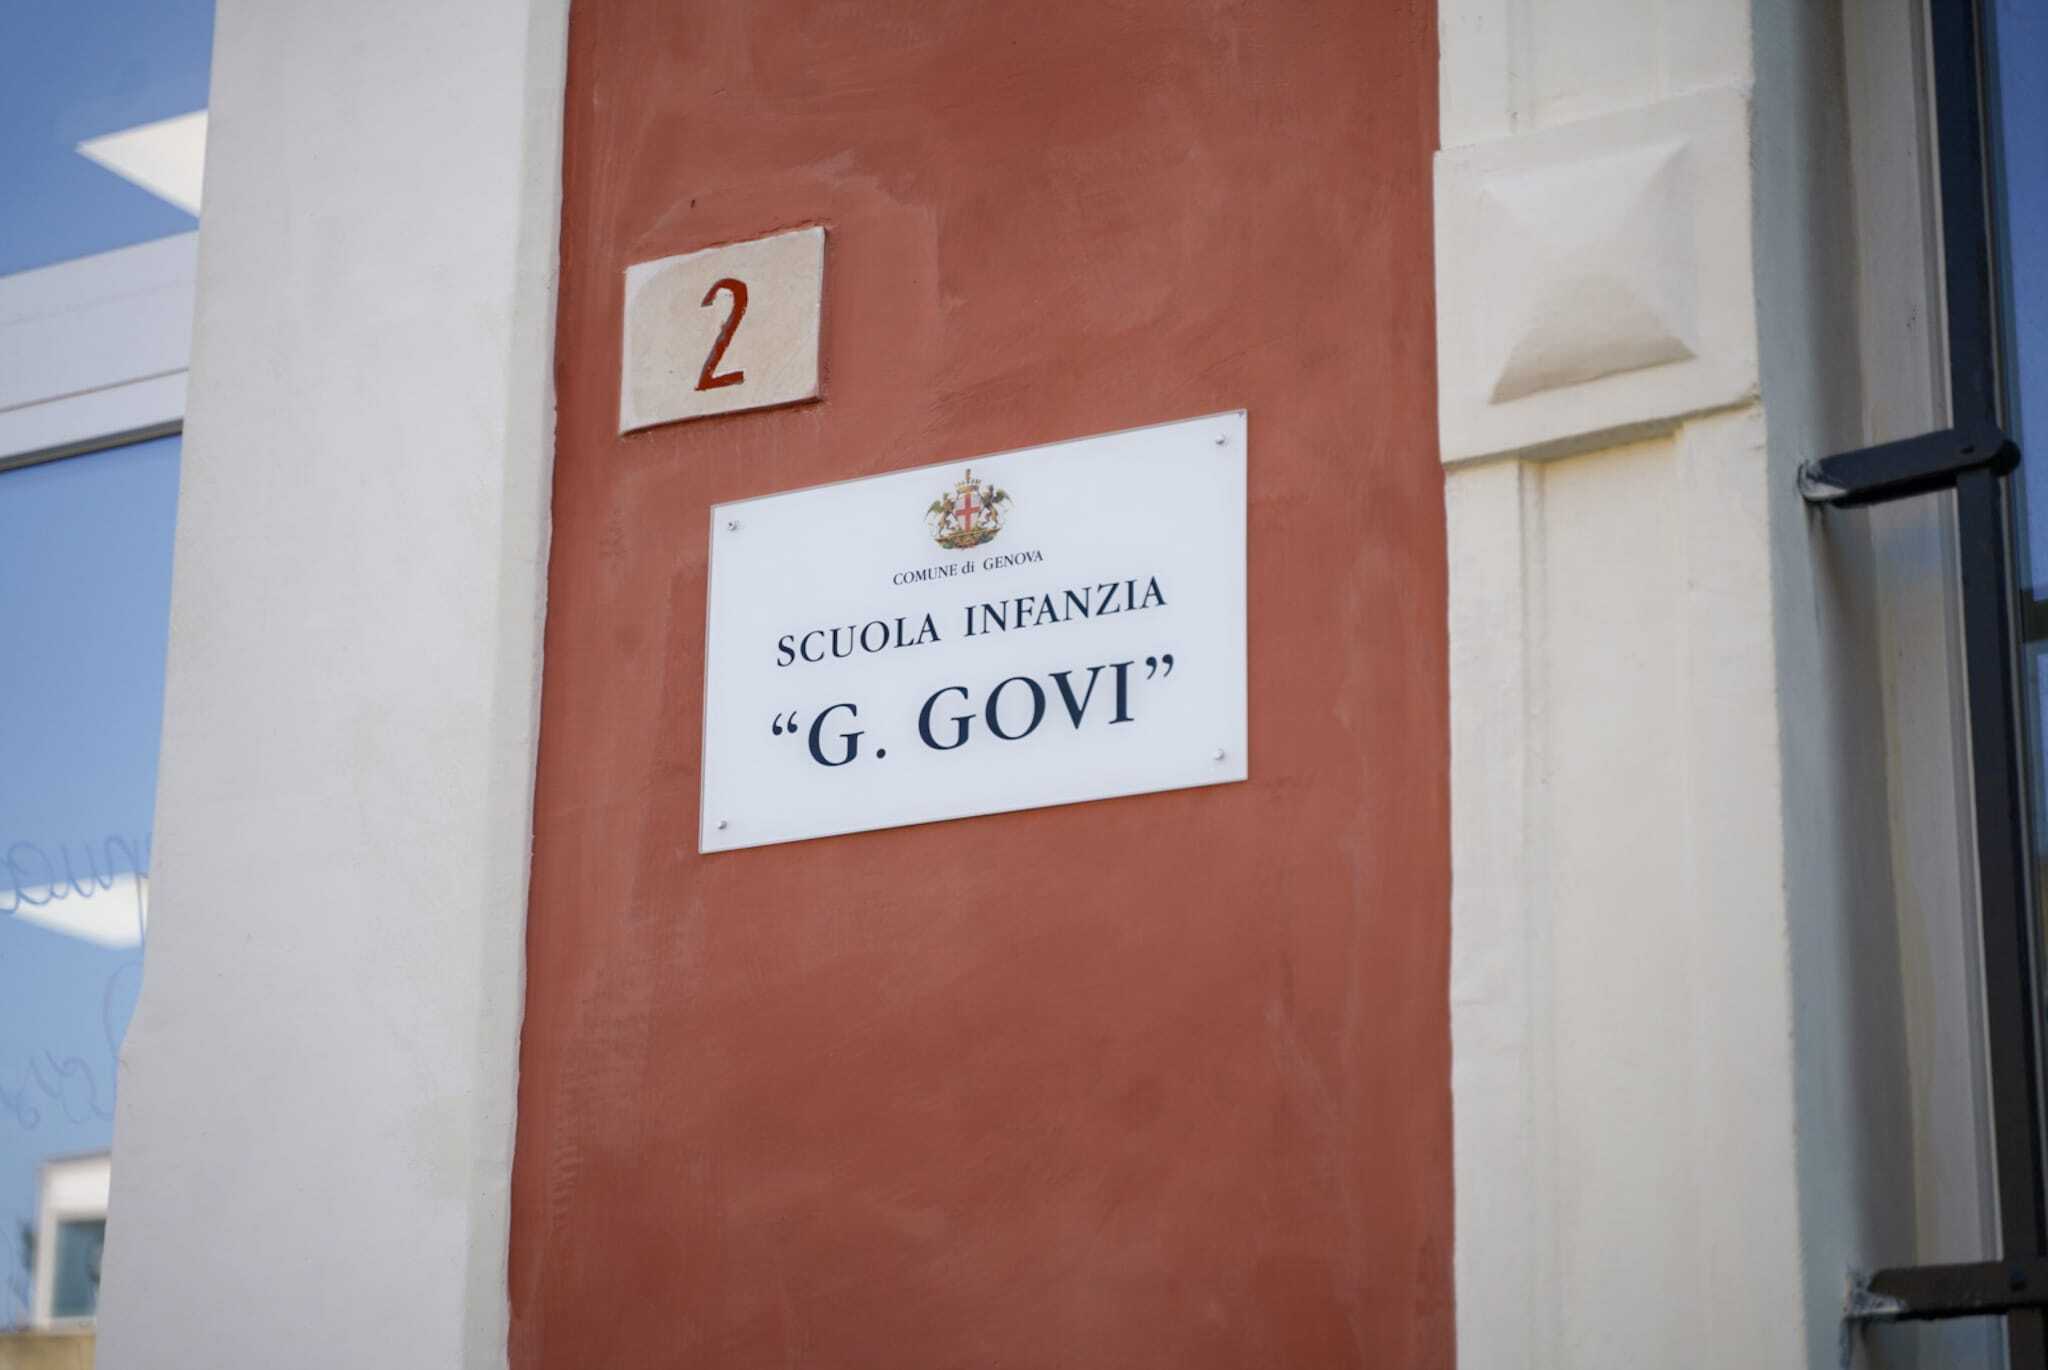 2
COMUNE di GENOVA
SCUOLA INFANZIA
“G. GOVI”